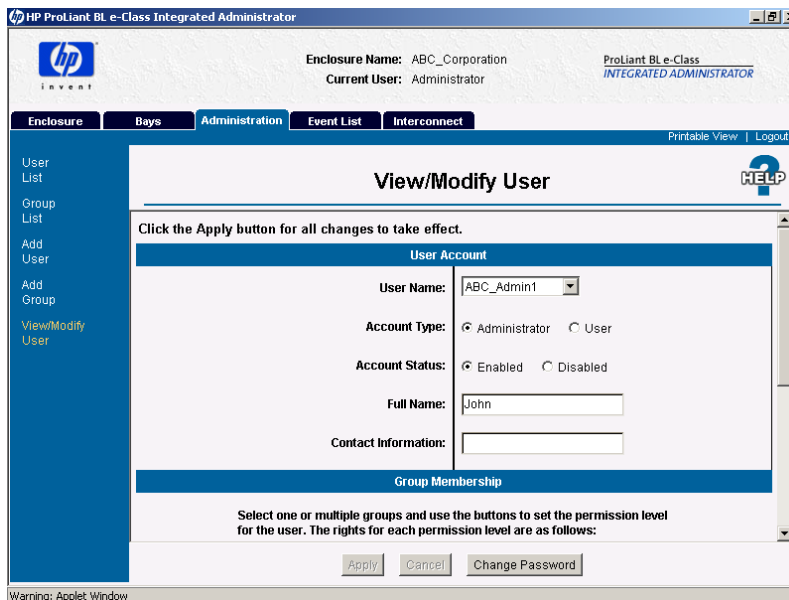 HP ProLiant BL e-Class Integrated Administrator
hp
invent
Enclosure Name: ABC_Corporation
Current User: Administrator
ProLiant BL e-Class
INTEGRATED ADMINISTRATOR
Enclosure Bays Administration Event List Interconnect
Printable View | Logout
User
List
Group
List
Add
User
Add
Group
View/Modify
User
View/Modify User
HELP
Click the Apply button for all changes to take effect.
User Account
User Name: ABC_Admin1
Account Type: Administrator User
Account Status: Enabled Disabled
Full Name: John
Contact Information:
Group Membership
Select one or multiple groups and use the buttons to set the permission level
for the user. The rights for each permission level are as follows:
Apply Cancel Change Password
Warning: Applet Window